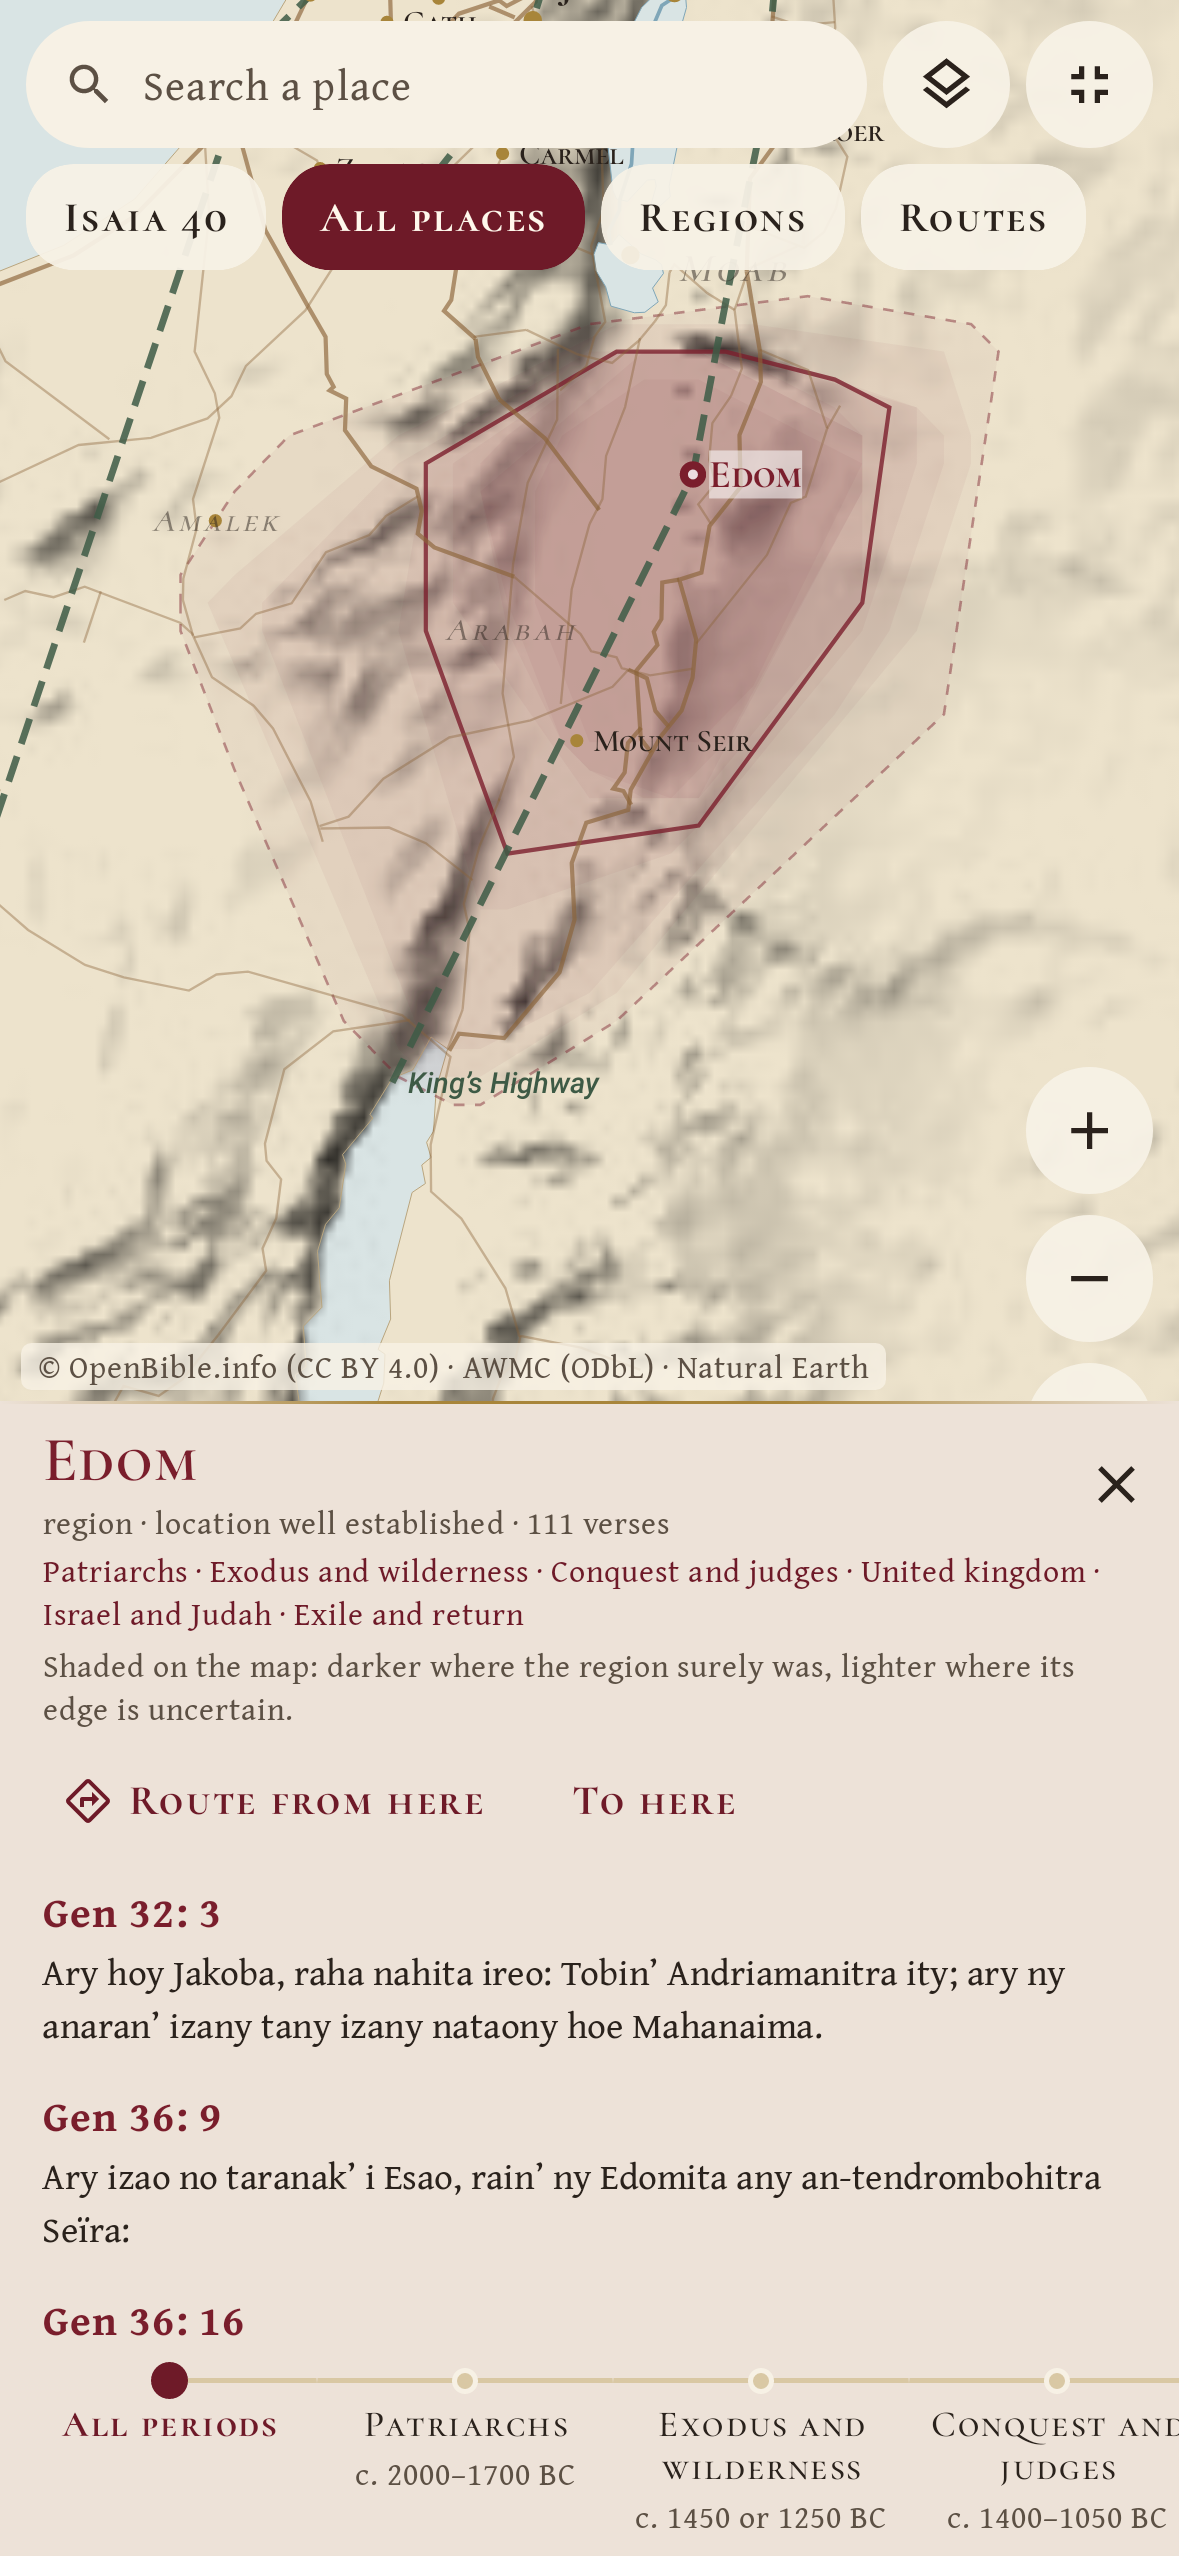 Search a place
Carmel
Isaia 40
All places
Regions
Routes
Moab
Edom
Amalek
Arabah
Mount Seir
King's Highway
+
−
© OpenBible.info (CC BY 4.0) · AWMC (ODbL) · Natural Earth
Edom
region · location well established · 111 verses
Patriarchs · Exodus and wilderness · Conquest and judges · United kingdom ·
Israel and Judah · Exile and return
Shaded on the map: darker where the region surely was, lighter where its
edge is uncertain.
Route from here
To here
Gen 32: 3
Ary hoy Jakoba, raha nahita ireo: Tobin’ Andriamanitra ity; ary ny
anaran’ izany tany izany nataony hoe Mahanaima.
Gen 36: 9
Ary izao no taranak’ i Esao, rain’ ny Edomita any an-tendrombohitra
Seïra:
Gen 36: 16
All periods
Patriarchs
c. 2000–1700 BC
Exodus and
wilderness
c. 1450 or 1250 BC
Conquest and
judges
c. 1400–1050 BC